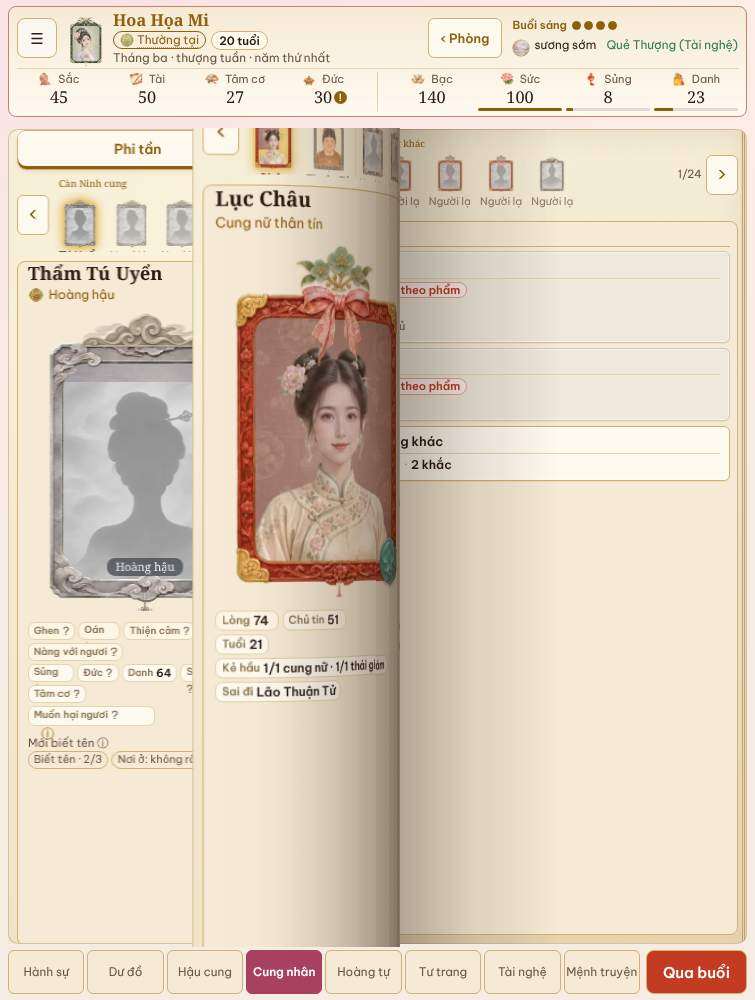 ☰
Hoa Họa Mi
Thường tại
20 tuổi
Tháng ba · thượng tuần · năm thứ nhất
‹ Phòng
Buổi sáng
sương sớm
Quẻ Thượng (Tài nghệ)
Sắc
45
Tài
50
Tâm cơ
27
Đức
30
Bạc
140
Sức
100
Sủng
8
Danh
23
Phi tần
Càn Ninh cung
Thẩm Tú Uyển
Hoàng hậu
Hoàng hậu
Ghen ?
Oán
Thiện cảm ?
Nàng với ngươi ?
Sủng
Đức ?
Danh 64
Tâm cơ ?
Muốn hại ngươi ?
Mới biết tên ⓘ
Biết tên · 2/3
Nơi ở: không
Lục Châu
Cung nữ thân tín
Lòng 74
Chủ tin 51
Tuổi 21
Kẻ hầu 1/1 cung nữ · 1/1 thái giám
Sai đi Lão Thuận Tử
khác
Người lạ
Người lạ
Người lạ
1/24
theo phẩm
theo phẩm
khác
· 2 khắc
Hành sự
Dư đồ
Hậu cung
Cung nhân
Hoàng tự
Tư trang
Tài nghệ
Mệnh truyện
Qua buổi